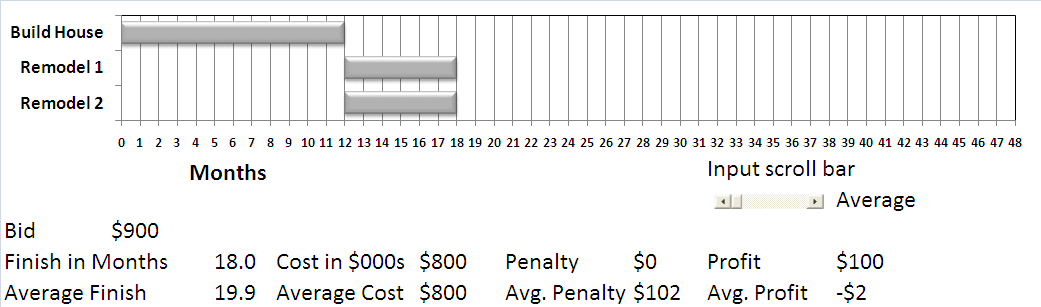 Build House
Remodel 1
Remodel 2
0 1 2 3 4 5 6 7 8 9 10 11 12 13 14 15 16 17 18 19 20 21 22 23 24 25 26 27 28 29 30 31 32 33 34 35 36 37 38 39 40 41 42 43 44 45 46 47 48
Months
Input scroll bar
Average
Bid $900
Finish in Months 18.0 Cost in $000s $800 Penalty $0 Profit $100
Average Finish 19.9 Average Cost $800 Avg. Penalty $102 Avg. Profit -$2